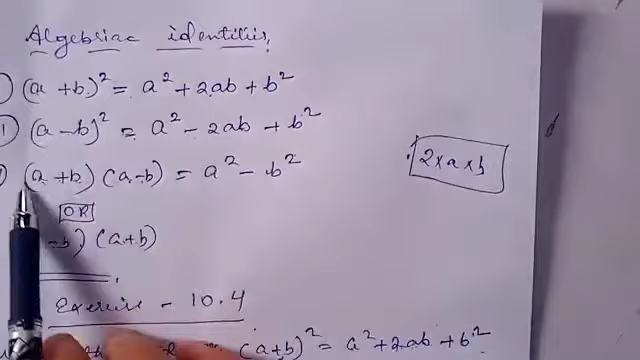 Algebriac identities,
(a + b)² = a² + 2ab + b²
(a - b)² = a² - 2ab + b²
(a + b) (a - b) = a² - b²
2 x a x b
OR
- b) (a + b)
Exercise - 10.4
(a + b)² = a² + 2ab + b²